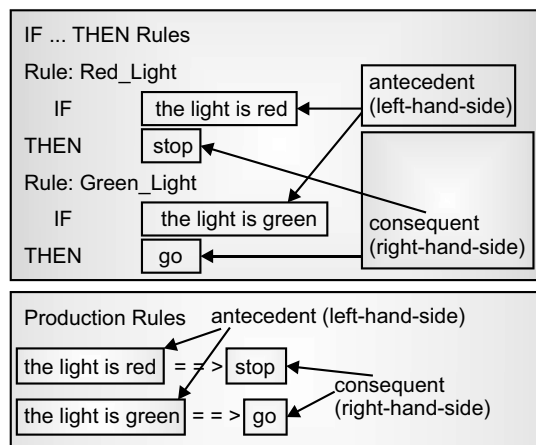 IF ... THEN Rules
Rule: Red_Light
antecedent
(left-hand-side)
IF the light is red
THEN stop
Rule: Green_Light
IF the light is green
consequent
(right-hand-side)
THEN go
Production Rules
antecedent (left-hand-side)
the light is red = = > stop
consequent
(right-hand-side)
the light is green = = > go